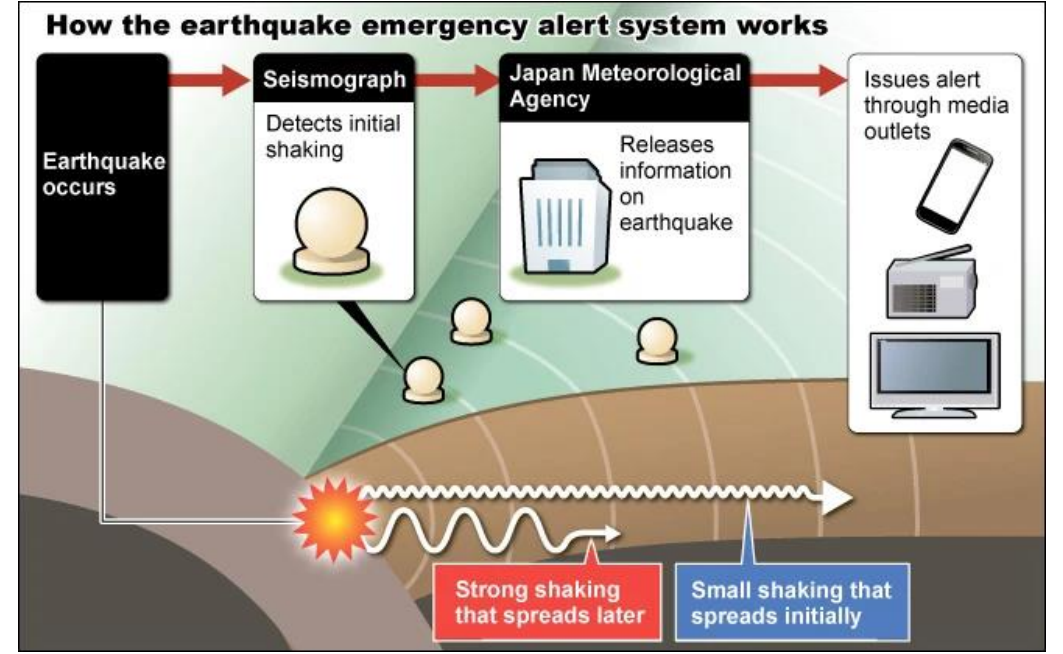 How the earthquake emergency alert system works
Earthquake
occurs
Seismograph
Detects initial
shaking
Japan Meteorological
Agency
Releases
information
on
earthquake
Issues alert
through media
outlets
Strong shaking
that spreads later
Small shaking that
spreads initially